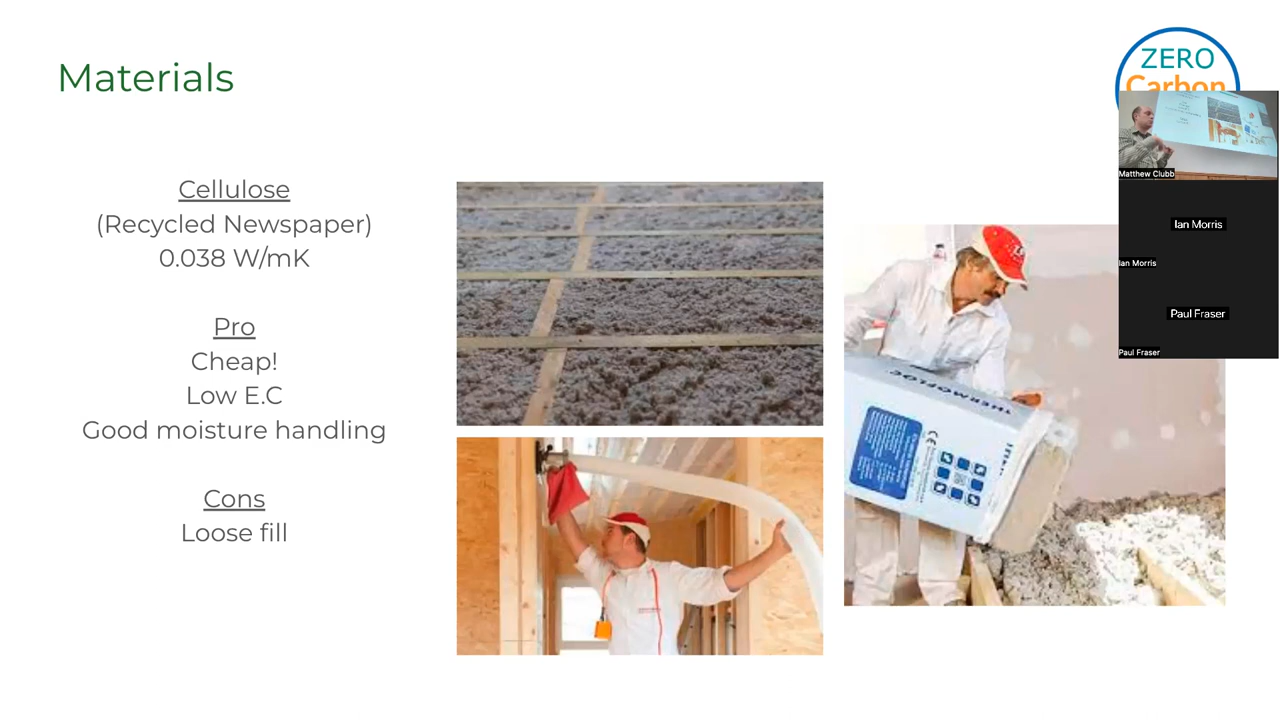 Materials
ZERO
Carbon
Cellulose
(Recycled Newspaper)
0.038 W/mK
Pro
Cheap!
Low E.C
Good moisture handling
Cons
Loose fill
THERMOFLOC
Matthew Clubb
Ian Morris
Ian Morris
Paul Fraser
Paul Fraser